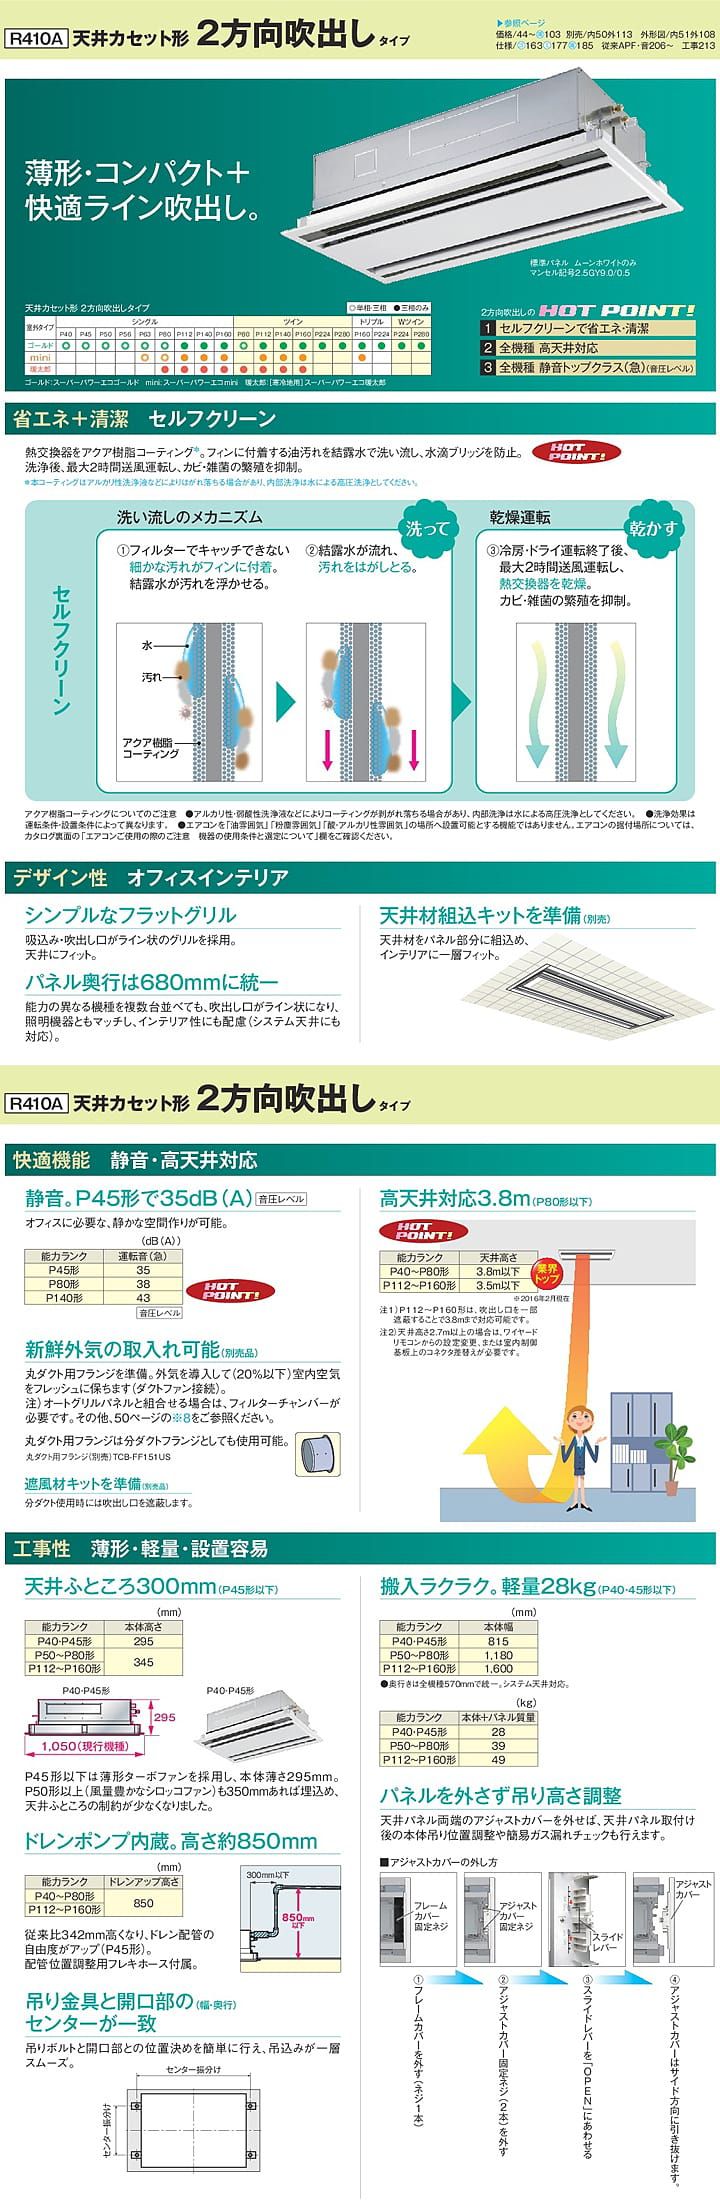 R410A 天井カセット形 2方向吹出しタイプ
▶参照ページ
価格/44〜㊎103 別売/内50外113 外形図/内51外108
163 177 185 従来APF・音206〜 工事213
薄形・コンパクト＋
快適ライン吹出し。
標準パネル ムーンホワイトのみ
マンセル記号2.5GY9.0/0.5
天井カセット形 2方向吹出しタイプ
◎単相・三相 ●三相のみ
室外タイプ シングル ツイン トリプル Wツイン
P40 P45 P50 P56 P63 P80 P112 P140 P160 P80 P112 P140 P160 P224 P280 P160 P224 P224 P280
ゴールド
mini
暖太郎
ゴールド：スーパーパワーエコゴールド mini：スーパーパワーエコmini 暖太郎：［寒冷地用］スーパーパワーエコ暖太郎
2方向吹出しの HOT POINT!
1 セルフクリーンで省エネ・清潔
2 全機種 高天井対応
3 全機種 静音トップクラス（急）（音圧レベル）
省エネ＋清潔 セルフクリーン
熱交換器をアクア樹脂コーティング※。フィンに付着する油汚れを結露水で洗い流し、水滴ブリッジを防止。
洗浄後、最大2時間送風運転し、カビ・雑菌の繁殖を抑制。
HOT POINT!
※本コーティングはアルカリ性洗浄液などによりはがれ落ちる場合があり、内部洗浄は水による高圧洗浄としてください。
セルフクリーン
洗い流しのメカニズム
洗って
①フィルターでキャッチできない
細かな汚れがフィンに付着。
結露水が汚れを浮かせる。
②結露水が流れ、
汚れをはがしとる。
水
汚れ
アクア樹脂
コーティング
乾燥運転
乾かす
③冷房・ドライ運転終了後、
最大2時間送風運転し、
熱交換器を乾燥。
カビ・雑菌の繁殖を抑制。
アクア樹脂コーティングについてのご注意 ●アルカリ性・弱酸性洗浄液などによりコーティングが剥がれ落ちる場合があり、内部洗浄は水による高圧洗浄としてください。 ●洗浄効果は
運転条件・設置条件によって異なります。 ●エアコンを「油雰囲気」「粉塵雰囲気」「酸・アルカリ性雰囲気」の場所へ設置可能とする機能ではありません。エアコンの据付場所については、
カタログ裏面の「エアコンご使用の際のご注意 機器の使用条件と選定について」欄をご確認ください。
デザイン性 オフィスインテリア
シンプルなフラットグリル
吸込み・吹出し口がライン状のグリルを採用。
天井にフィット。
パネル奥行は680mmに統一
能力の異なる機種を複数台並べても、吹出し口がライン状になり、
照明機器ともマッチし、インテリア性にも配慮（システム天井にも
対応）。
天井材組込キットを準備（別売）
天井材をパネル部分に組込め、
インテリアに一層フィット。
R410A 天井カセット形 2方向吹出しタイプ
快適機能 静音・高天井対応
静音。P45形で35dB（A） 音圧レベル
オフィスに必要な、静かな空間作りが可能。
（dB（A））
能力ランク 運転音（急）
P45形 35
P80形 38
P140形 43
音圧レベル
HOT POINT!
新鮮外気の取入れ可能（別売品）
丸ダクト用フランジを準備。外気を導入して（20%以下）室内空気
をフレッシュに保ちます（ダクトファン接続）。
注）オートグリルパネルと組合せる場合は、フィルターチャンバーが
必要です。その他、50ページの※8をご参照ください。
丸ダクト用フランジは分ダクトフランジとしても使用可能。
丸ダクト用フランジ（別売）TCB-FF151US
遮風材キットを準備（別売品）
分ダクト使用時には吹出し口を遮蔽します。
高天井対応3.8m（P80形以下）
HOT POINT!
能力ランク 天井高さ
P40〜P80形 3.8m以下
P112〜P160形 3.5m以下
業界トップ
※2016年2月現在
注1）P112〜P160形は、吹出し口を一部
遮蔽することで3.8mまで対応可能です。
注2）天井高さ2.7m以上の場合は、ワイヤード
リモコンからの設定変更、または室内制御
基板上のコネクタ差替えが必要です。
工事性 薄形・軽量・設置容易
天井ふところ300mm（P45形以下）
（mm）
能力ランク 本体高さ
P40・P45形 295
P50〜P80形 345
P112〜P160形
P40・P45形
P40・P45形
295
1,050（現行機種）
P45形以下は薄形ターボファンを採用し、本体薄さ295mm。
P50形以上（風量豊かなシロッコファン）も350mmあれば埋込め、
天井ふところの制約が少なくなりました。
ドレンポンプ内蔵。高さ約850mm
（mm）
能力ランク ドレンアップ高さ
P40〜P80形 850
P112〜P160形
300mm以下
850mm以下
従来比342mm高くなり、ドレン配管の
自由度がアップ（P45形）。
配管位置調整用フレキホース付属。
吊り金具と開口部の（幅・奥行）
センターが一致
吊りボルトと開口部との位置決めを簡単に行え、吊込みが一層
スムーズ。
センター振分け
センター振分け
搬入ラクラク。軽量28kg（P40・45形以下）
（mm）
能力ランク 本体幅
P40・P45形 815
P50〜P80形 1,180
P112〜P160形 1,600
●奥行きは全機種570mmで統一。システム天井対応。
（kg）
能力ランク 本体＋パネル質量
P40・P45形 28
P50〜P80形 39
P112〜P160形 49
パネルを外さず吊り高さ調整
天井パネル両端のアジャストカバーを外せば、天井パネル取付け
後の本体吊り位置調整や簡易ガス漏れチェックも行えます。
■アジャストカバーの外し方
フレーム
カバー
固定ネジ
アジャスト
カバー
固定ネジ
スライド
レバー
アジャスト
カバー
①フレームカバーを外す（ネジ1本）
②アジャストカバー固定ネジ（2本）を外す
③スライドレバーを「OPEN」にあわせる
④アジャストカバーはサイド方向に引き抜けます。